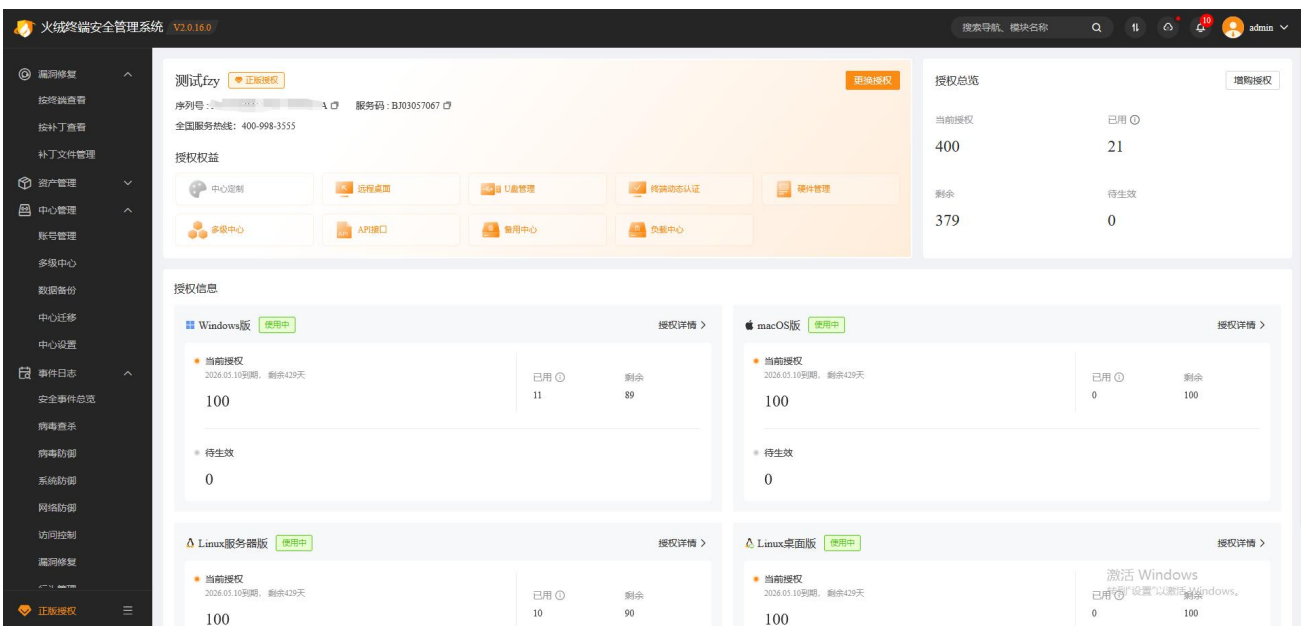 火绒终端安全管理系统 V2.0.16.0
搜索导航、模块名称
10
admin
漏洞修复
按终端查看
按补丁查看
补丁文件管理
资产管理
中心管理
账号管理
多级中心
数据备份
中心迁移
中心设置
事件日志
安全事件总览
病毒查杀
病毒防御
系统防御
网络防御
访问控制
漏洞修复
正版授权
测试fzy 正版授权
更换授权
序列号 : 服务码 : BJ03057067
全国服务热线: 400-998-3555
授权权益
中心定制 远程桌面 U盘管理 终端动态认证 硬件管理
多级中心 API接口 备用中心 负载中心
授权总览 增购授权
当前授权 已用
400 21
剩余 待生效
379 0
授权信息
Windows版 使用中 授权详情
当前授权
2026.05.10到期, 剩余429天
100
已用 剩余
11 89
待生效
0
macOS版 使用中 授权详情
当前授权
2026.05.10到期, 剩余429天
100
已用 剩余
0 100
待生效
0
Linux服务器版 使用中 授权详情
当前授权
2026.05.10到期, 剩余429天
100
已用 剩余
10 90
Linux桌面版 使用中 授权详情
当前授权
2026.05.10到期, 剩余429天
100
已用 剩余
0 100
激活 Windows
转到"设置"以激活 Windows。